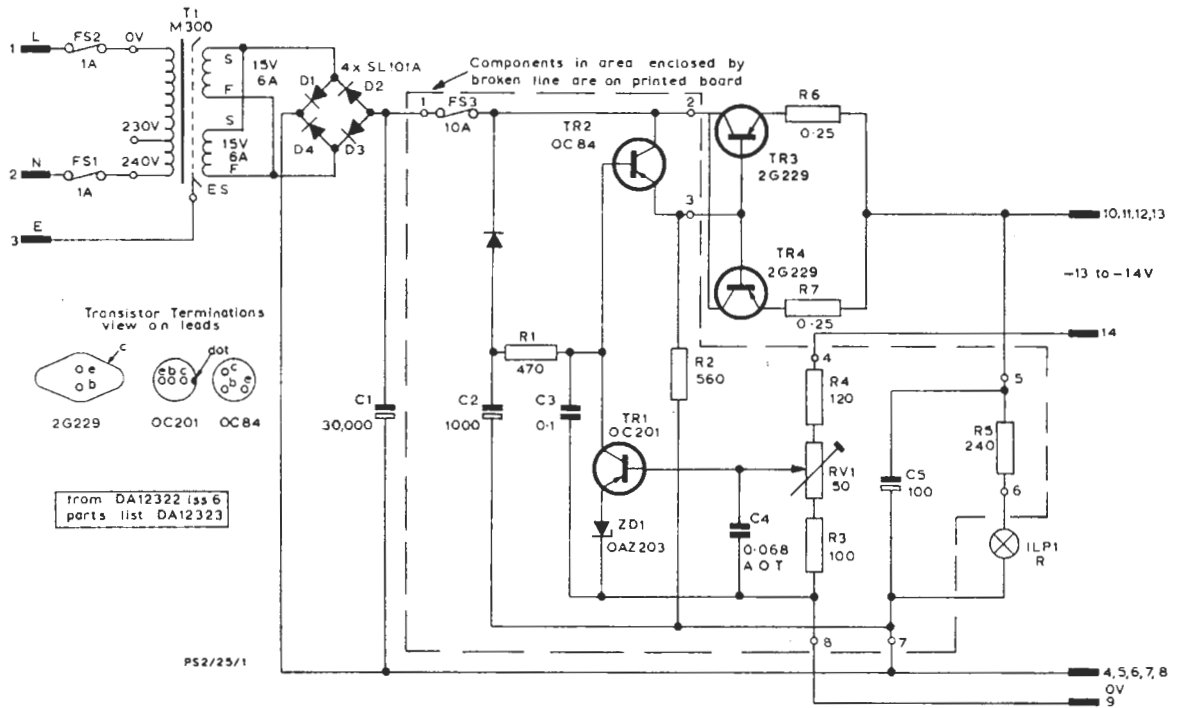 T1
M300
L
1
FS2
1A
0V
230V
240V
N
2
FS1
1A
E
3
ES
S
15V
6A
F
S
15V
6A
F
4x SL101A
D1
D2
D4
D3
Components in area enclosed by
broken line are on printed board
1
FS3
10A
TR2
OC84
2
3
TR3
2G229
R6
0·25
TR4
2G229
R7
0·25
10,11,12,13
-13 to -14V
14
Transistor Terminations
view on leads
c
e
b
2G229
dot
e b c
OC201
c
b
e
OC84
from DA12322 iss 6
parts list DA12323
PS2/25/1
C1
30,000
C2
1000
R1
470
C3
0·1
TR1
OC201
ZD1
OAZ203
R2
560
C4
0·068
A O T
4
R4
120
RV1
50
R3
100
C5
100
5
R5
240
6
ILP1
R
8
7
4,5,6,7,8
0V
9